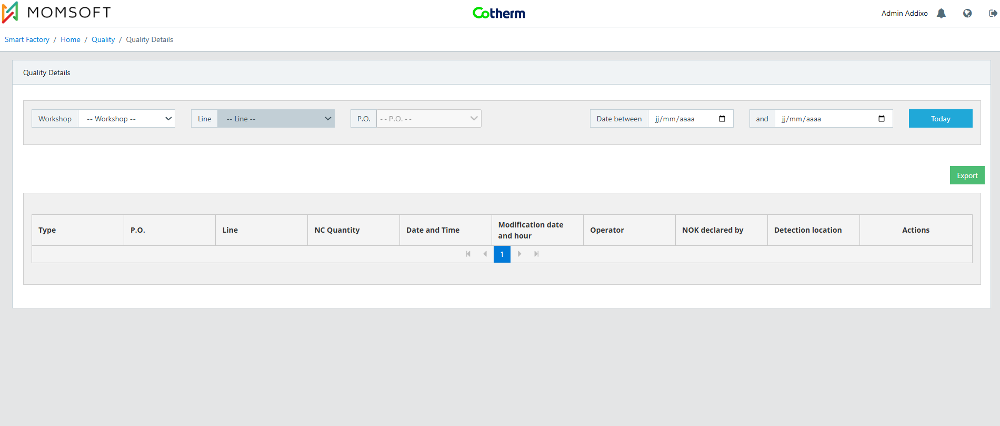 MOMSOFT
Cotherm
Admin Addixo
Smart Factory / Home / Quality / Quality Details
Quality Details
Workshop -- Workshop -- Line -- Line -- P.O. - - P.O. - - Date between jj/mm/aaaa and jj/mm/aaaa Today
Export
Type P.O. Line NC Quantity Date and Time Modification date and hour Operator NOK declared by Detection location Actions
1